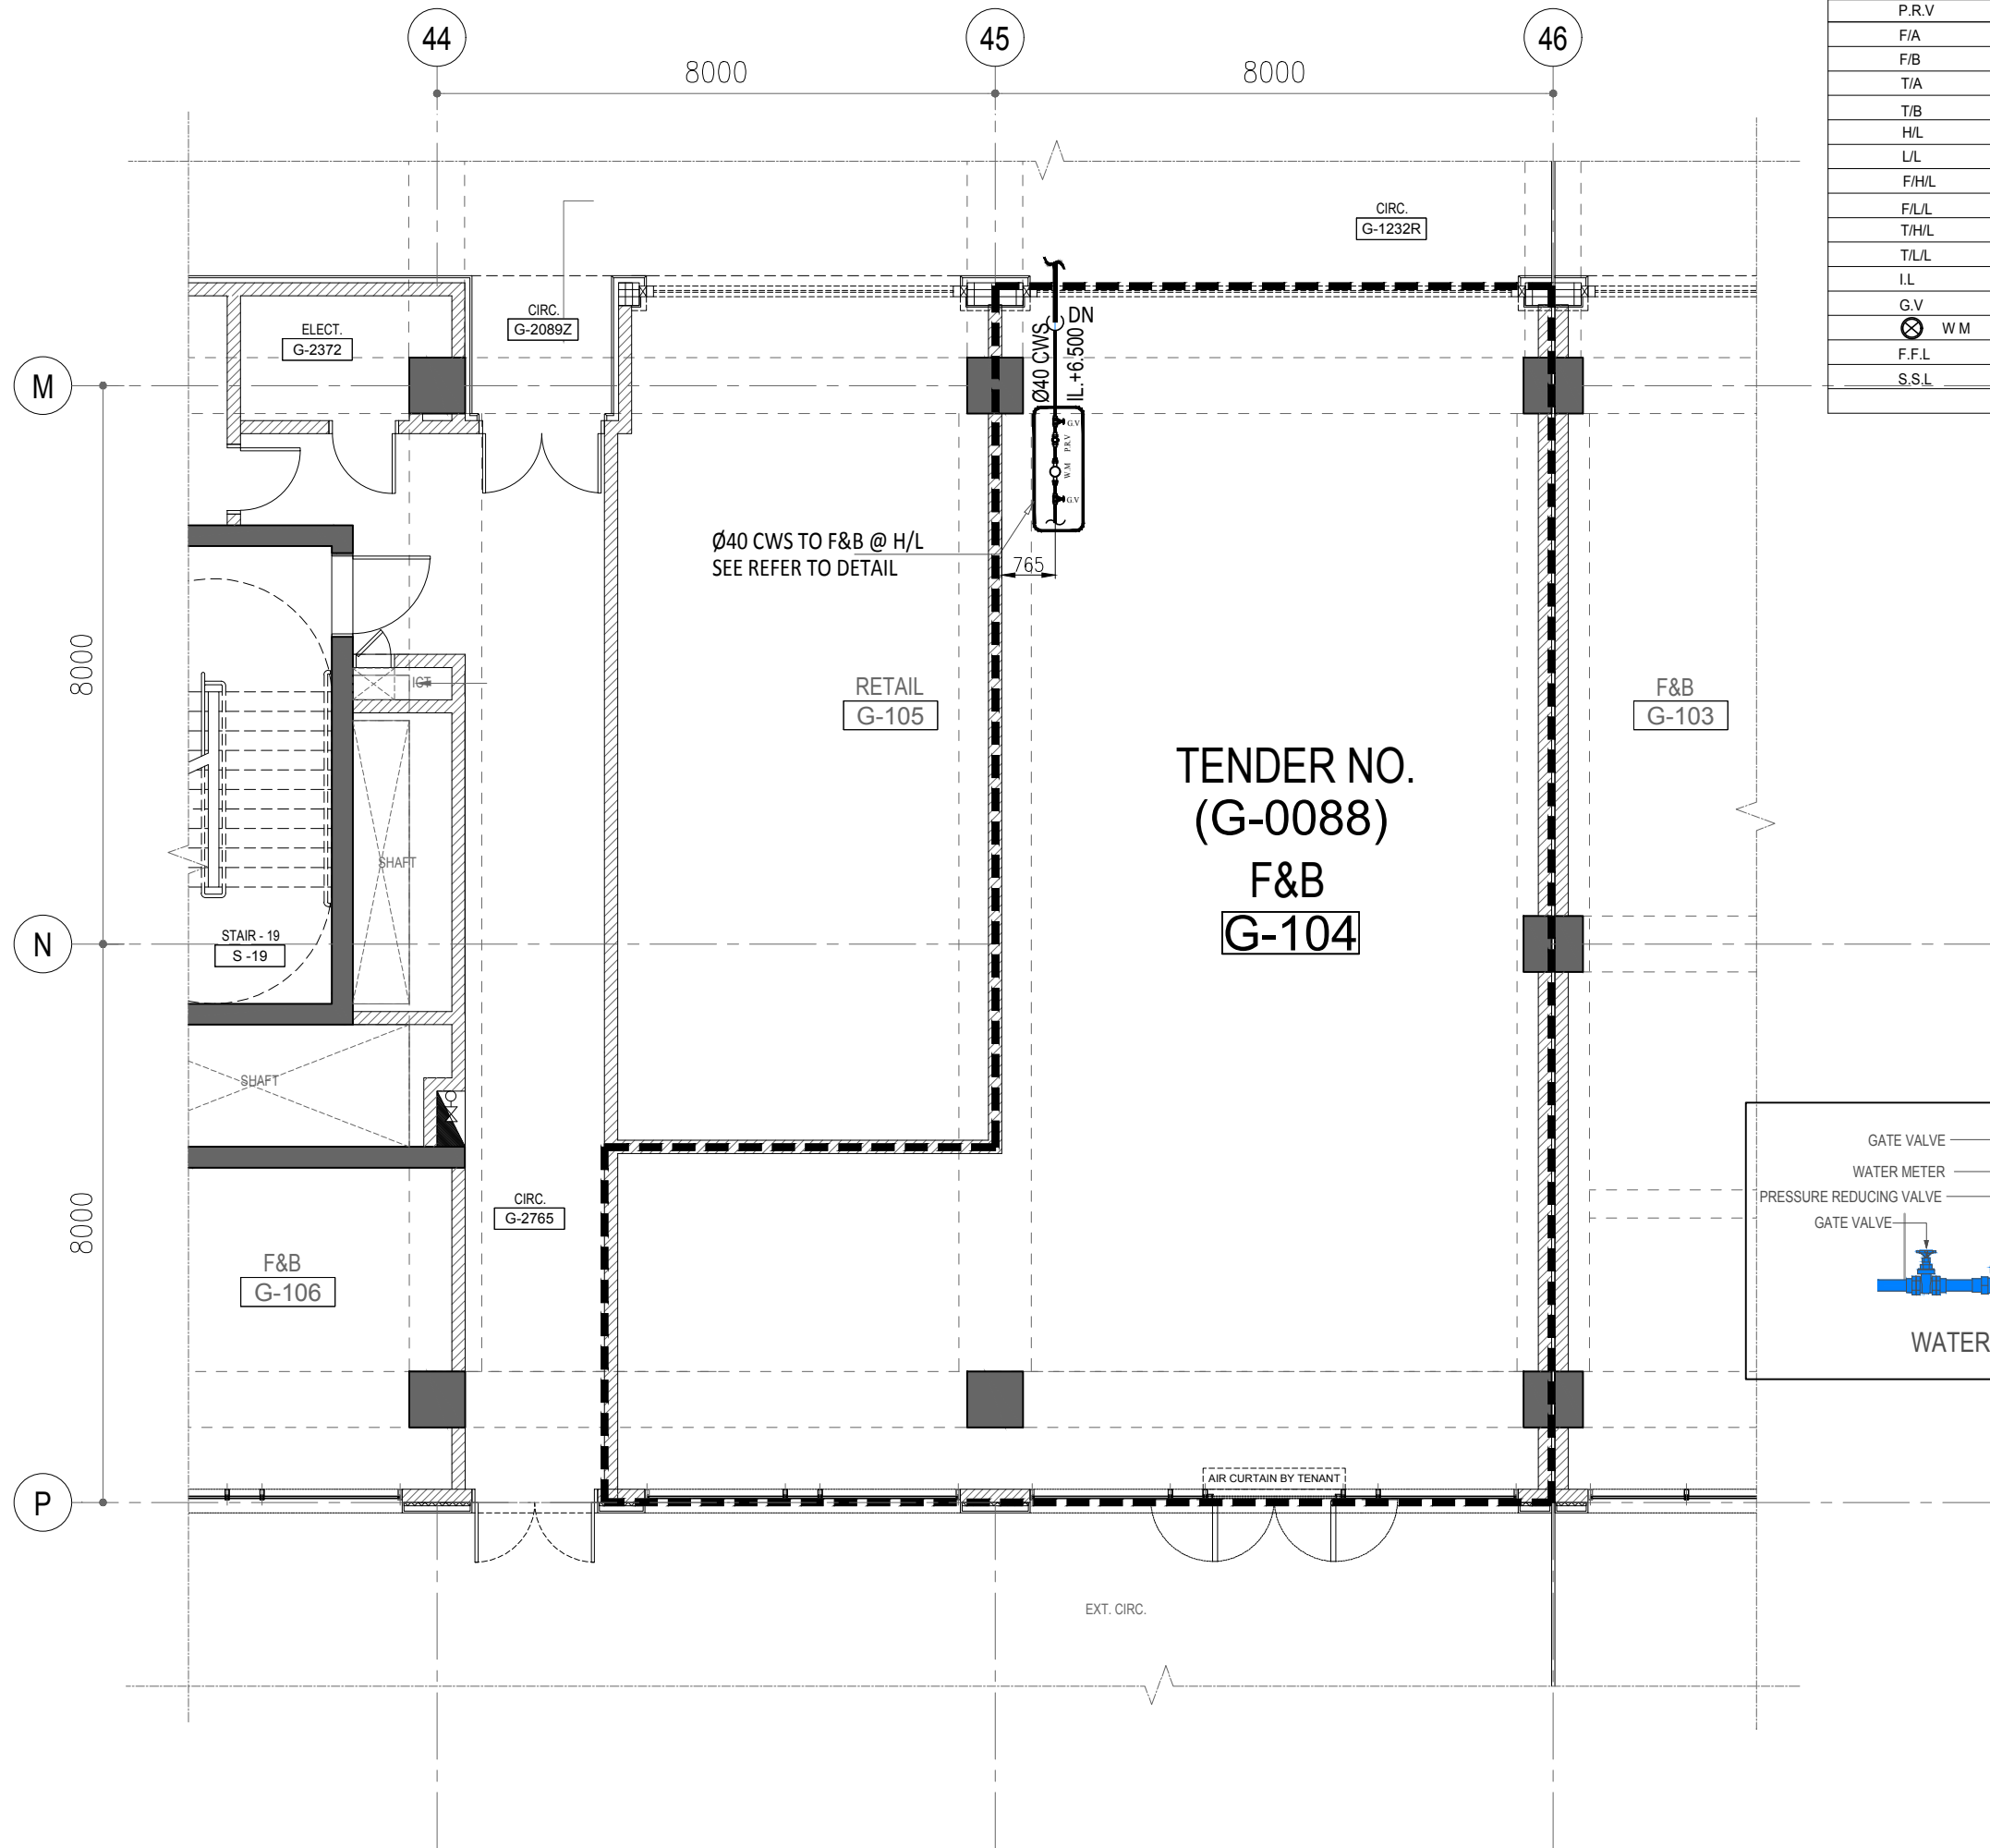 44
45
46
8000
8000
P.R.V
F/A
F/B
T/A
T/B
H/L
L/L
F/H/L
F/L/L
T/H/L
T/L/L
I.L
G.V
W M
F.F.L
S.S.L
CIRC.
G-1232R
CIRC.
G-2089Z
ELECT.
G-2372
DN
Ø40 CWS
IL.+6.500
M
G.V
P.R.V
W.M
G.V
Ø40 CWS TO F&B @ H/L
SEE REFER TO DETAIL
765
8000
ICT
RETAIL
G-105
F&B
G-103
TENDER NO.
(G-0088)
F&B
G-104
SHAFT
STAIR - 19
S -19
N
SHAFT
GATE VALVE
WATER METER
PRESSURE REDUCING VALVE
GATE VALVE
WATER
CIRC.
G-2765
8000
F&B
G-106
AIR CURTAIN BY TENANT
P
EXT. CIRC.